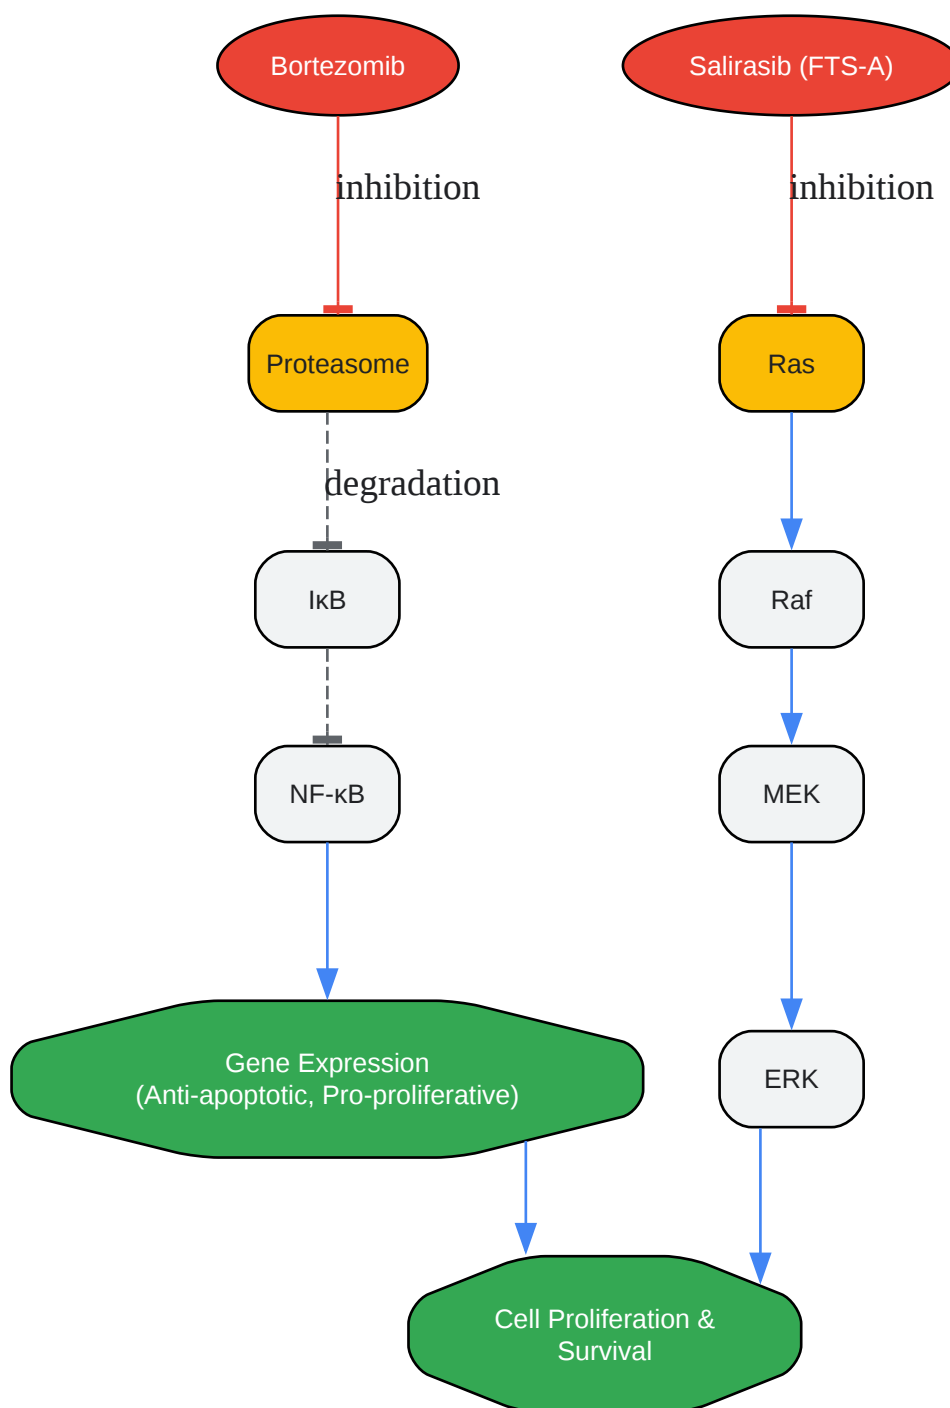 Bortezomib
Salirasib (FTS-A)
inhibition
inhibition
Proteasome
Ras
degradation
IκB
Raf
NF-κB
MEK
Gene Expression
(Anti-apoptotic, Pro-proliferative)
ERK
Cell Proliferation &
Survival